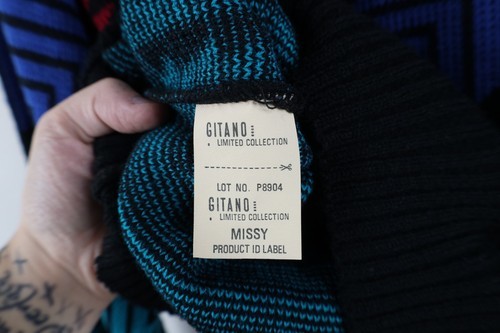 GITANO
LIMITED COLLECTION
LOT NO. P8904
GITANO
LIMITED COLLECTION
MISSY
PRODUCT ID LABEL